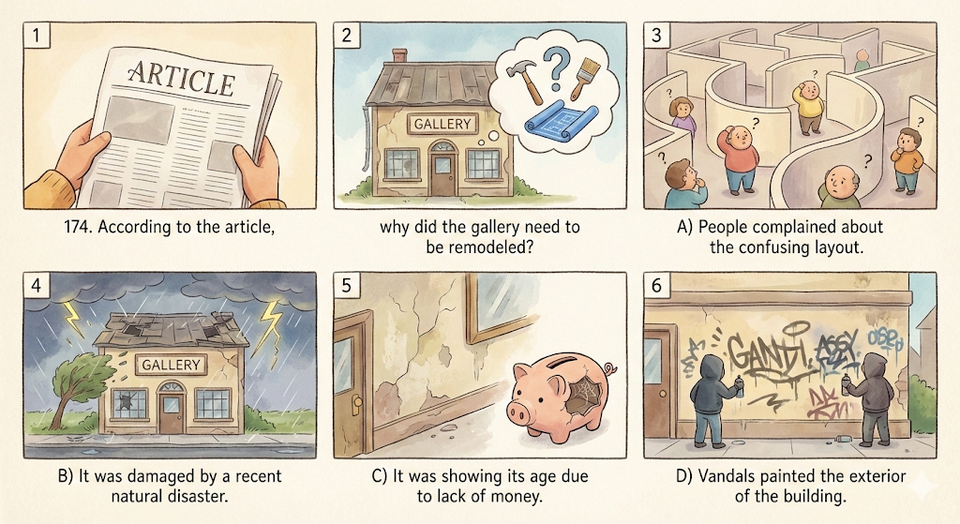 1
ARTICLE
174. According to the article,
2
GALLERY
why did the gallery need to
be remodeled?
3
A) People complained about
the confusing layout.
4
GALLERY
B) It was damaged by a recent
natural disaster.
5
C) It was showing its age due
to lack of money.
6
D) Vandals painted the exterior
of the building.